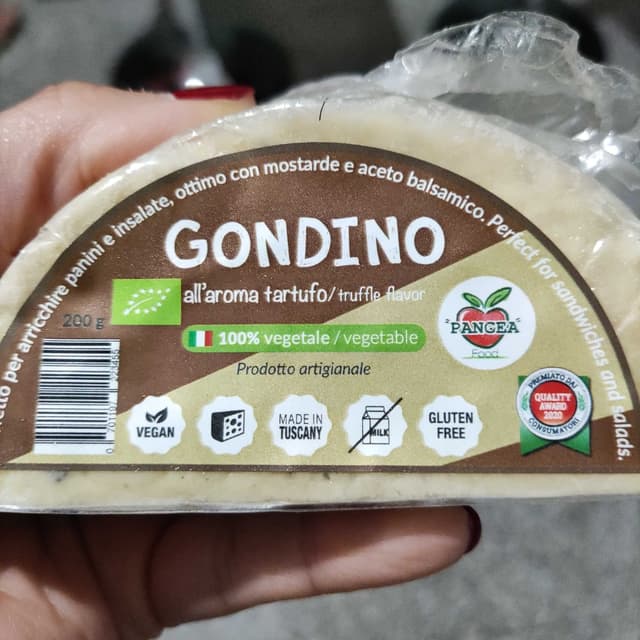 etto per arricchire panini e insalate, ottimo con mostarde e aceto balsamico. Perfect for sandwiches and salads.
GONDINO
all'aroma tartufo/truffle flavor
200 g
100% vegetale / vegetable
Prodotto artigianale
PANGEA
Food
VEGAN
MADE IN
TUSCANY
MILK
GLUTEN
FREE
PREMIATO DAI
QUALITY
AWARD
2020
CONSUMATORI